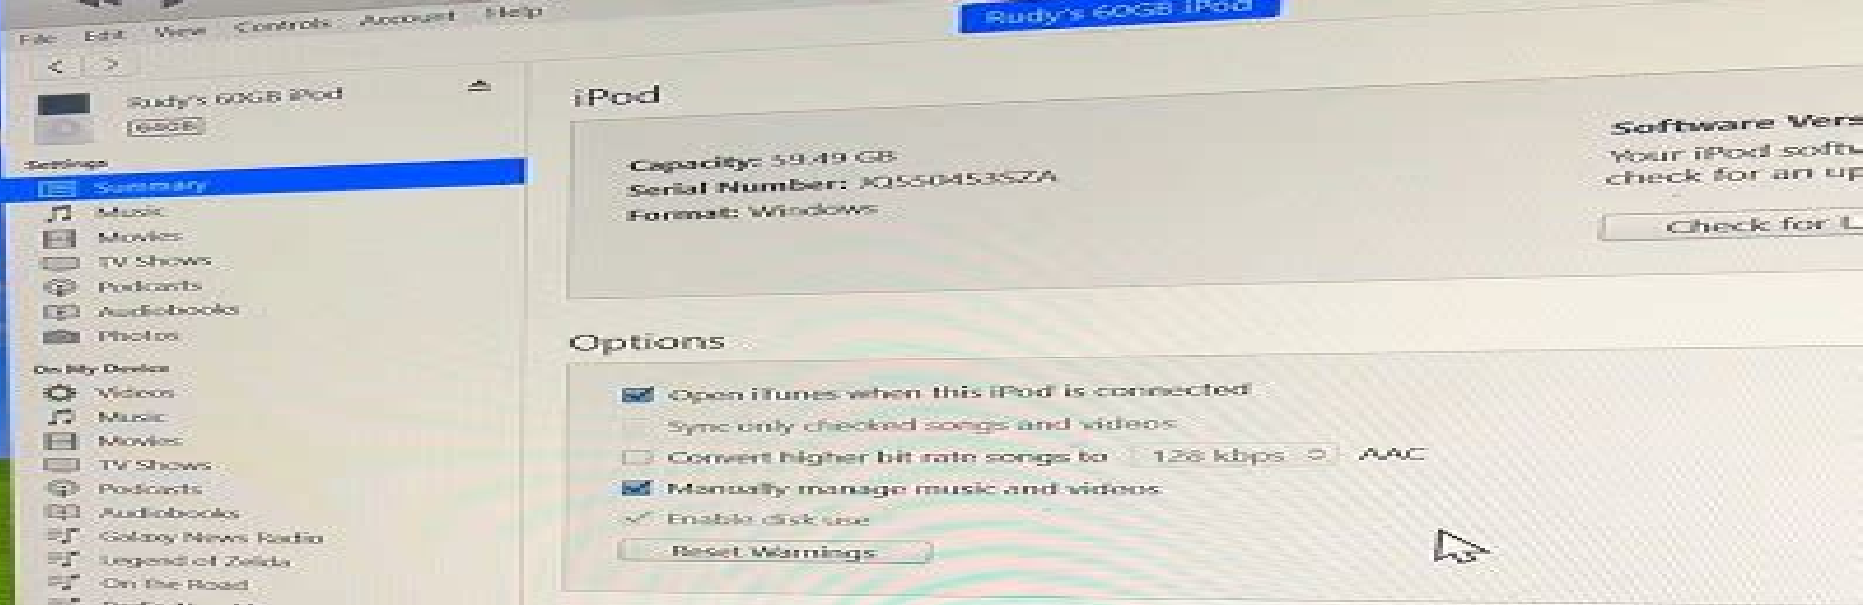 Rudy's 60GB iPod
File Edit View Controls Account Help
< >
Rudy's 60GB iPod
60GB
Settings
Summary
Music
Movies
TV Shows
Podcasts
Audiobooks
Photos
On My Device
Videos
Music
Movies
TV Shows
Podcasts
Audiobooks
Galaxy News Radio
Legend of Zelda
On the Road
iPod
Capacity: 59.49 GB
Serial Number: JQ5504535ZA
Format: Windows
Software Vers
Your iPod softw
check for an up
Check for U
Options
Open iTunes when this iPod is connected
Sync only checked songs and videos
Convert higher bit rate songs to 128 kbps AAC
Manually manage music and videos
Enable disk use
Reset Warnings